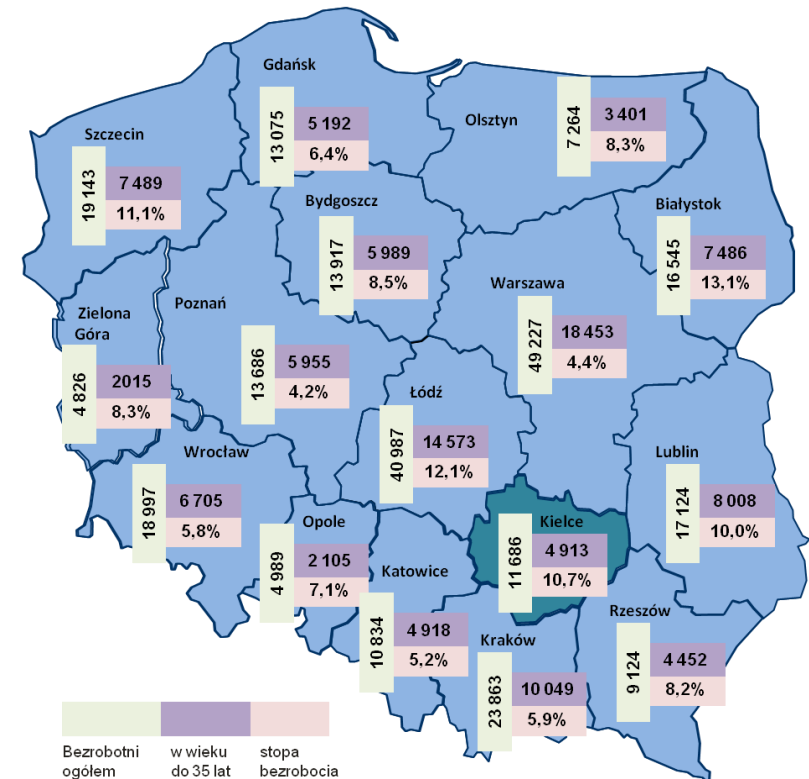 Gdańsk
13 075
5 192
6,4%
Olsztyn
7 264
3 401
8,3%
Szczecin
19 143
7 489
11,1%
Bydgoszcz
13 917
5 989
8,5%
Białystok
16 545
7 486
13,1%
Zielona
Góra
4 826
2015
8,3%
Poznań
13 686
5 955
4,2%
Warszawa
49 227
18 453
4,4%
Łódź
40 987
14 573
12,1%
Wrocław
18 997
6 705
5,8%
Lublin
17 124
8 008
10,0%
Opole
4 989
2 105
7,1%
Kielce
11 686
4 913
10,7%
Katowice
10 834
4 918
5,2%
Kraków
23 863
10 049
5,9%
Rzeszów
9 124
4 452
8,2%
Bezrobotni
ogółem
w wieku
do 35 lat
stopa
bezrobocia